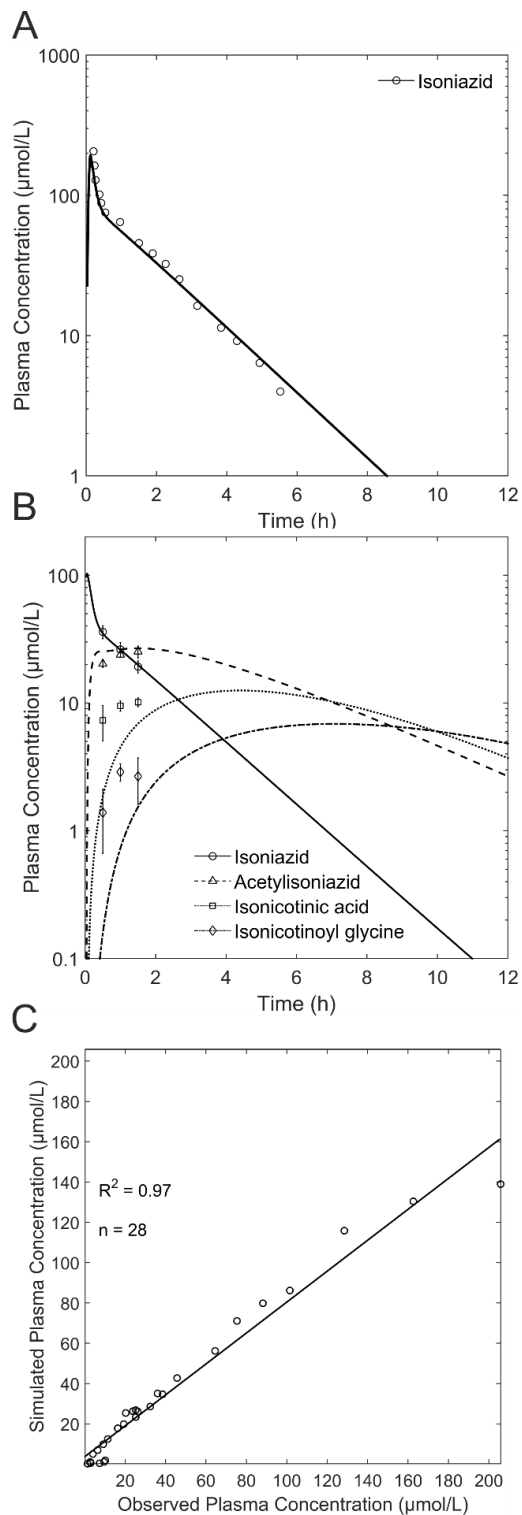 A
1000
100
10
1
Plasma Concentration (µmol/L)
Isoniazid
0 2 4 6 8 10 12
Time (h)
B
100
10
1
0.1
Plasma Concentration (µmol/L)
Isoniazid
Acetylisoniazid
Isonicotinic acid
Isonicotinoyl glycine
0 2 4 6 8 10 12
Time (h)
C
200
180
160
140
120
100
80
60
40
20
Simulated Plasma Concentration (µmol/L)
R² = 0.97
n = 28
20 40 60 80 100 120 140 160 180 200
Observed Plasma Concentration (µmol/L)